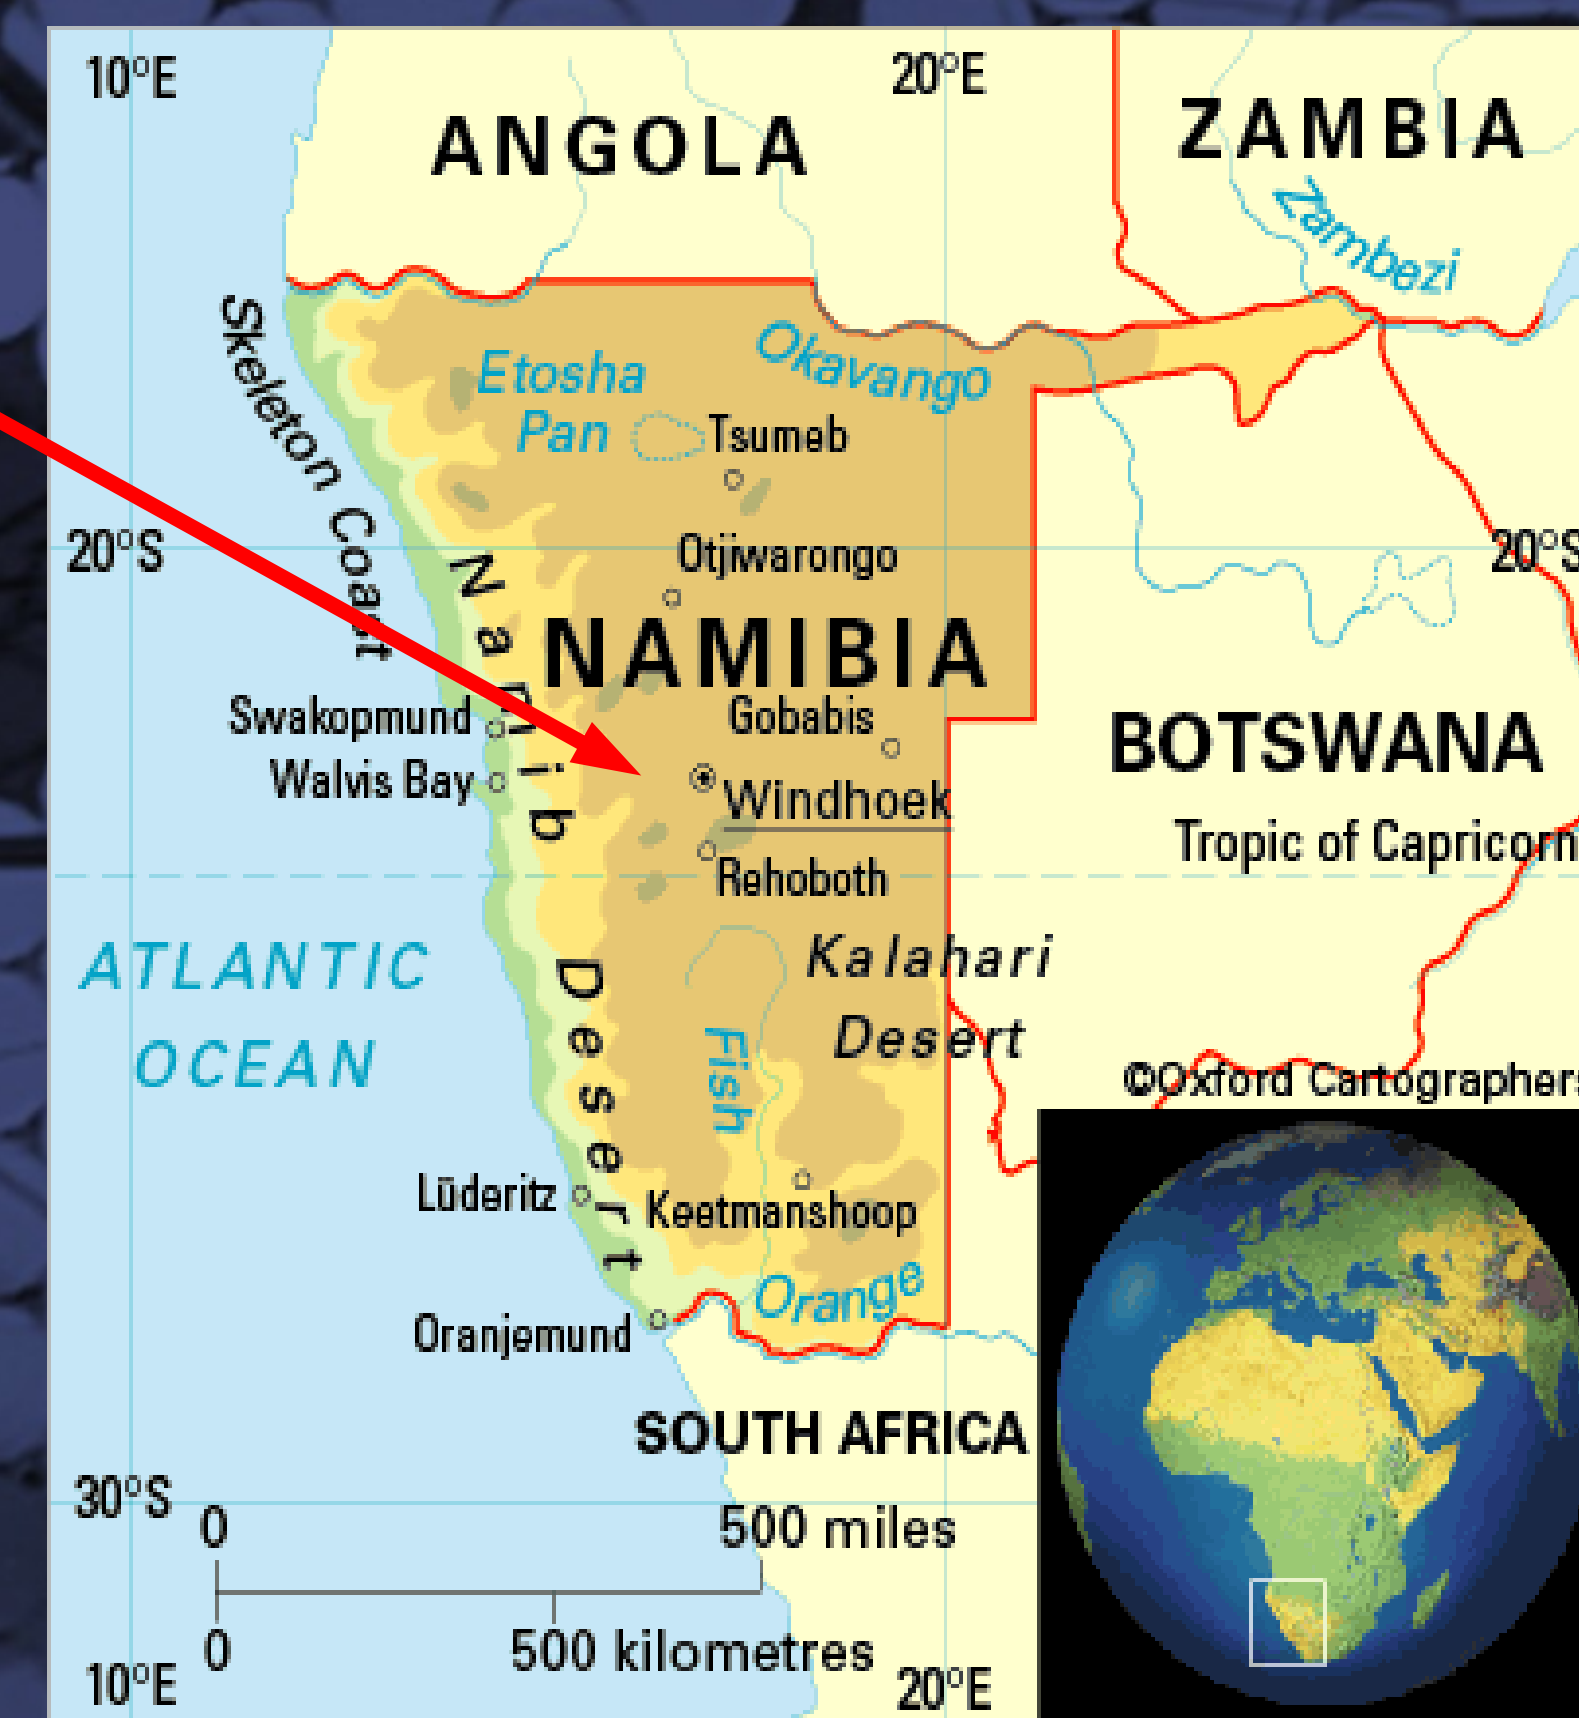 10°E
20°E
ANGOLA
ZAMBIA
Zambezi
Skeleton Coast
Etosha
Pan
Okavango
Tsumeb
20°S
Otjiwarongo
20°S
Namib Desert
NAMIBIA
Swakopmund
Gobabis
BOTSWANA
Walvis Bay
Windhoek
Tropic of Capricorn
Rehoboth
ATLANTIC
OCEAN
Kalahari
Desert
Fish
©Oxford Cartographers
Lüderitz
Keetmanshoop
Orange
Oranjemund
SOUTH AFRICA
30°S
0
500 miles
0
500 kilometres
10°E
20°E